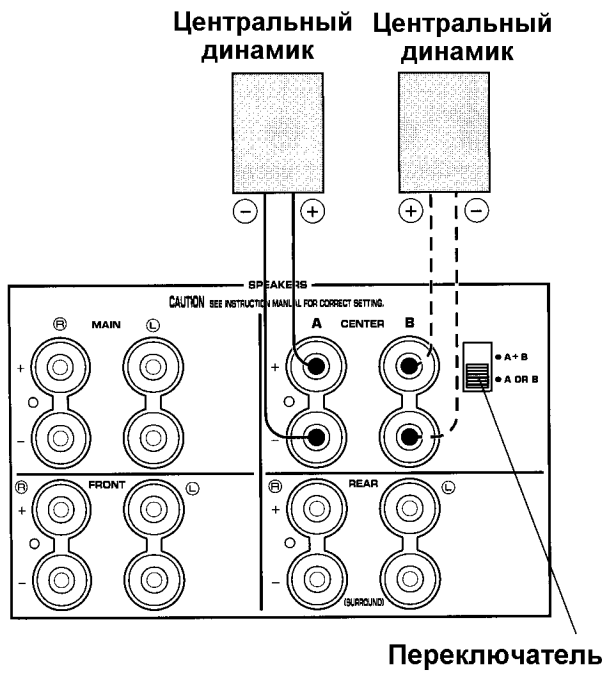 Центральный Центральный
динамик динамик
− + + −
SPEAKERS
CAUTION SEE INSTRUCTION MANUAL FOR CORRECT SETTING.
R MAIN L A CENTER B
+ + A+B
A OR B
− −
R FRONT L R REAR L
+ +
− −
(SURROUND)
Переключатель